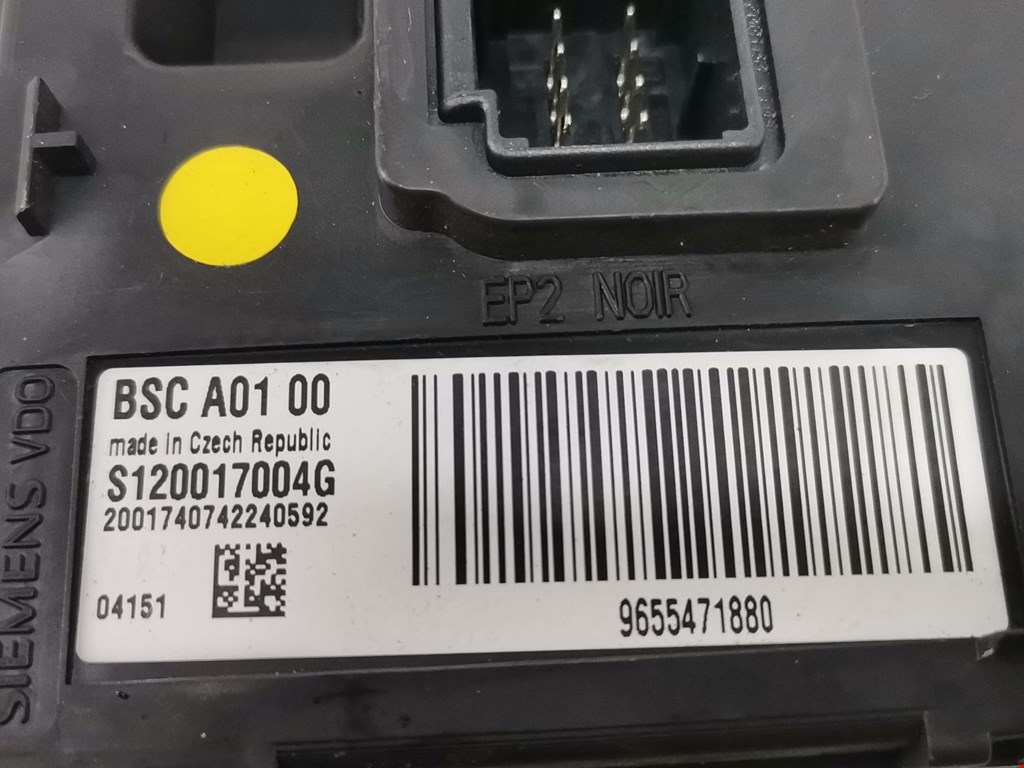 EP2 NOIR
SIEMENS VDO
BSC A01 00
made in Czech Republic
S120017004G
2001740742240592
04151
9655471880